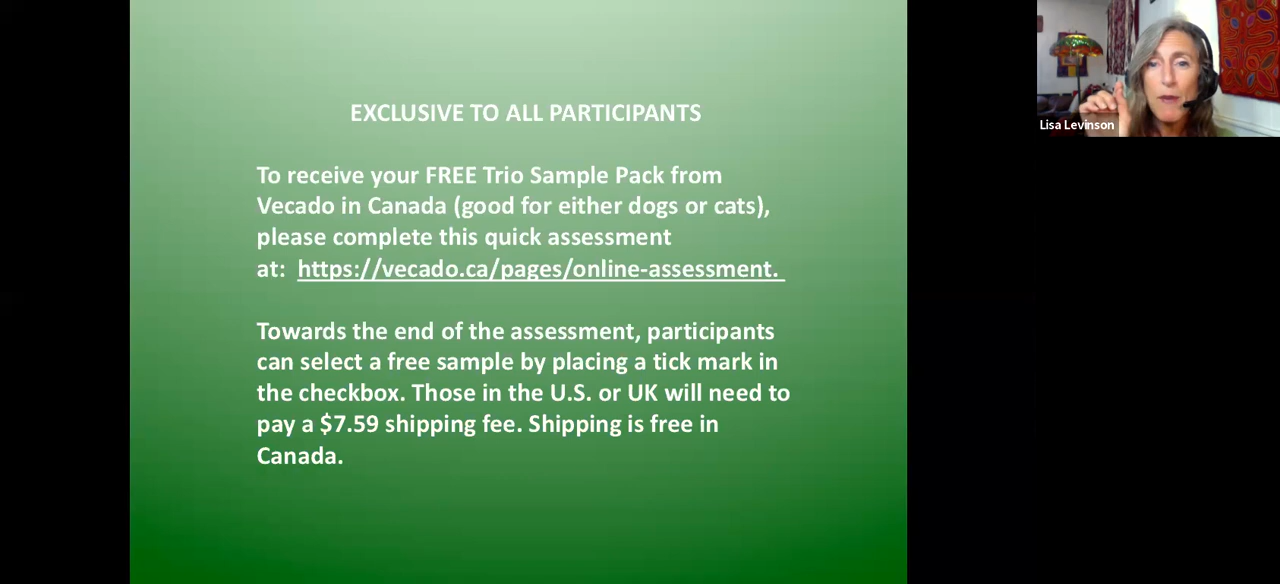 EXCLUSIVE TO ALL PARTICIPANTS
To receive your FREE Trio Sample Pack from
Vecado in Canada (good for either dogs or cats),
please complete this quick assessment
at:  https://vecado.ca/pages/online-assessment.
Towards the end of the assessment, participants
can select a free sample by placing a tick mark in
the checkbox. Those in the U.S. or UK will need to
pay a $7.59 shipping fee. Shipping is free in
Canada.
Lisa Levinson